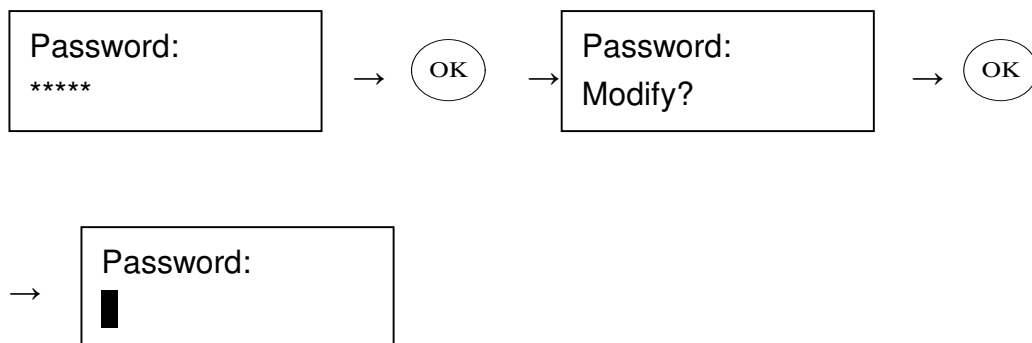 Password:
*****
→ OK → 
Password:
Modify?
→ OK
→
Password: